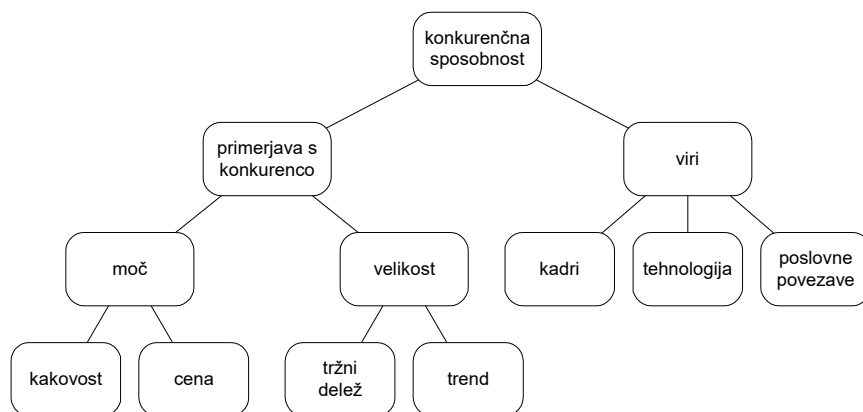 konkurenčna
sposobnost
primerjava s
konkurenco
viri
moč
velikost
kadri
tehnologija
poslovne
povezave
kakovost
cena
tržni
delež
trend